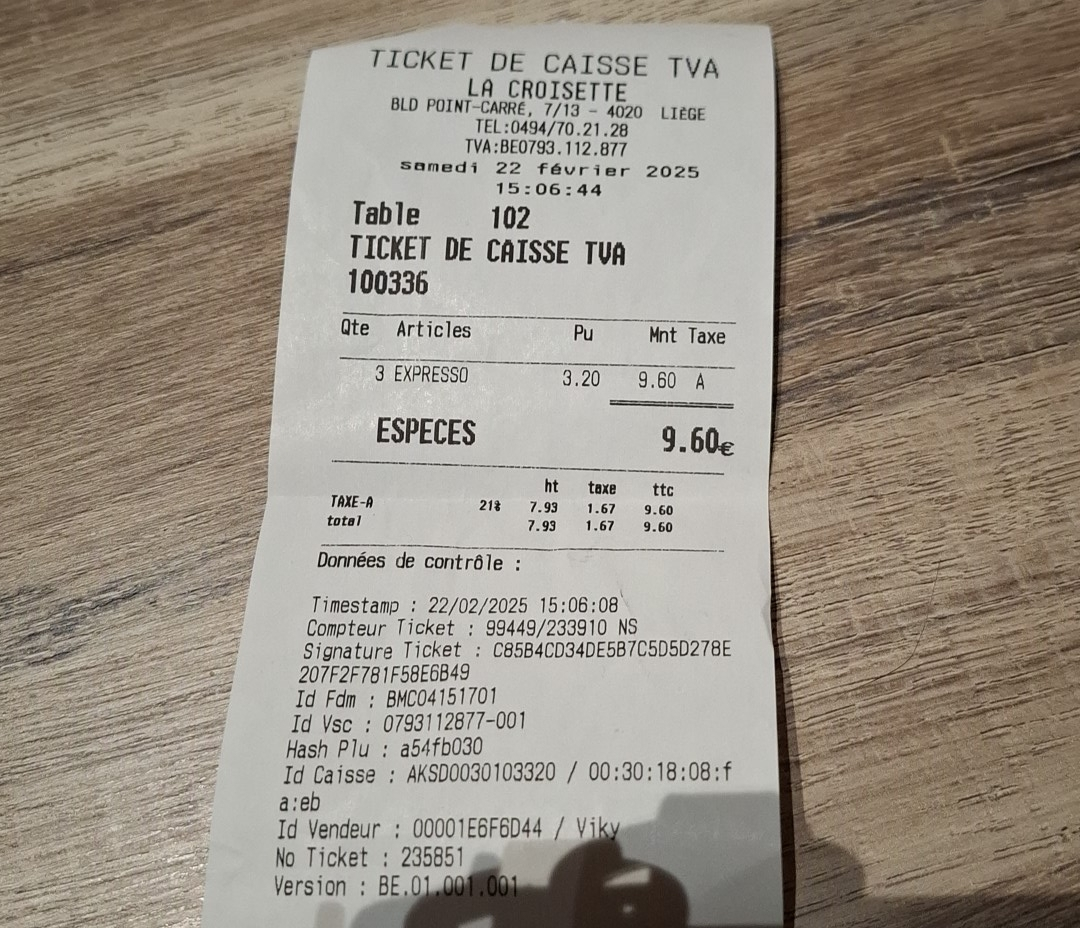 TICKET DE CAISSE TVA
LA CROISETTE
BLD POINT-CARRÉ, 7/13 - 4020 LIÈGE
TEL:0494/70.21.28
TVA:BE0793.112.877
samedi 22 février 2025
15:06:44
Table 102
TICKET DE CAISSE TVA
100336
Qte Articles Pu Mnt Taxe
3 EXPRESSO 3.20 9.60 A
ESPECES 9.60€
ht taxe ttc
TAXE-A 21% 7.93 1.67 9.60
total 7.93 1.67 9.60
Données de contrôle :
Timestamp : 22/02/2025 15:06:08
Compteur Ticket : 99449/233910 NS
Signature Ticket : C85B4CD34DE5B7C5D5D278E
207F2F781F58E6B49
Id Fdm : BMC04151701
Id Vsc : 0793112877-001
Hash Plu : a54fb030
Id Caisse : AKSD0030103320 / 00:30:18:08:f
a:eb
Id Vendeur : 00001E6F6D44 / Viky
No Ticket : 235851
Version : BE.01.001.001